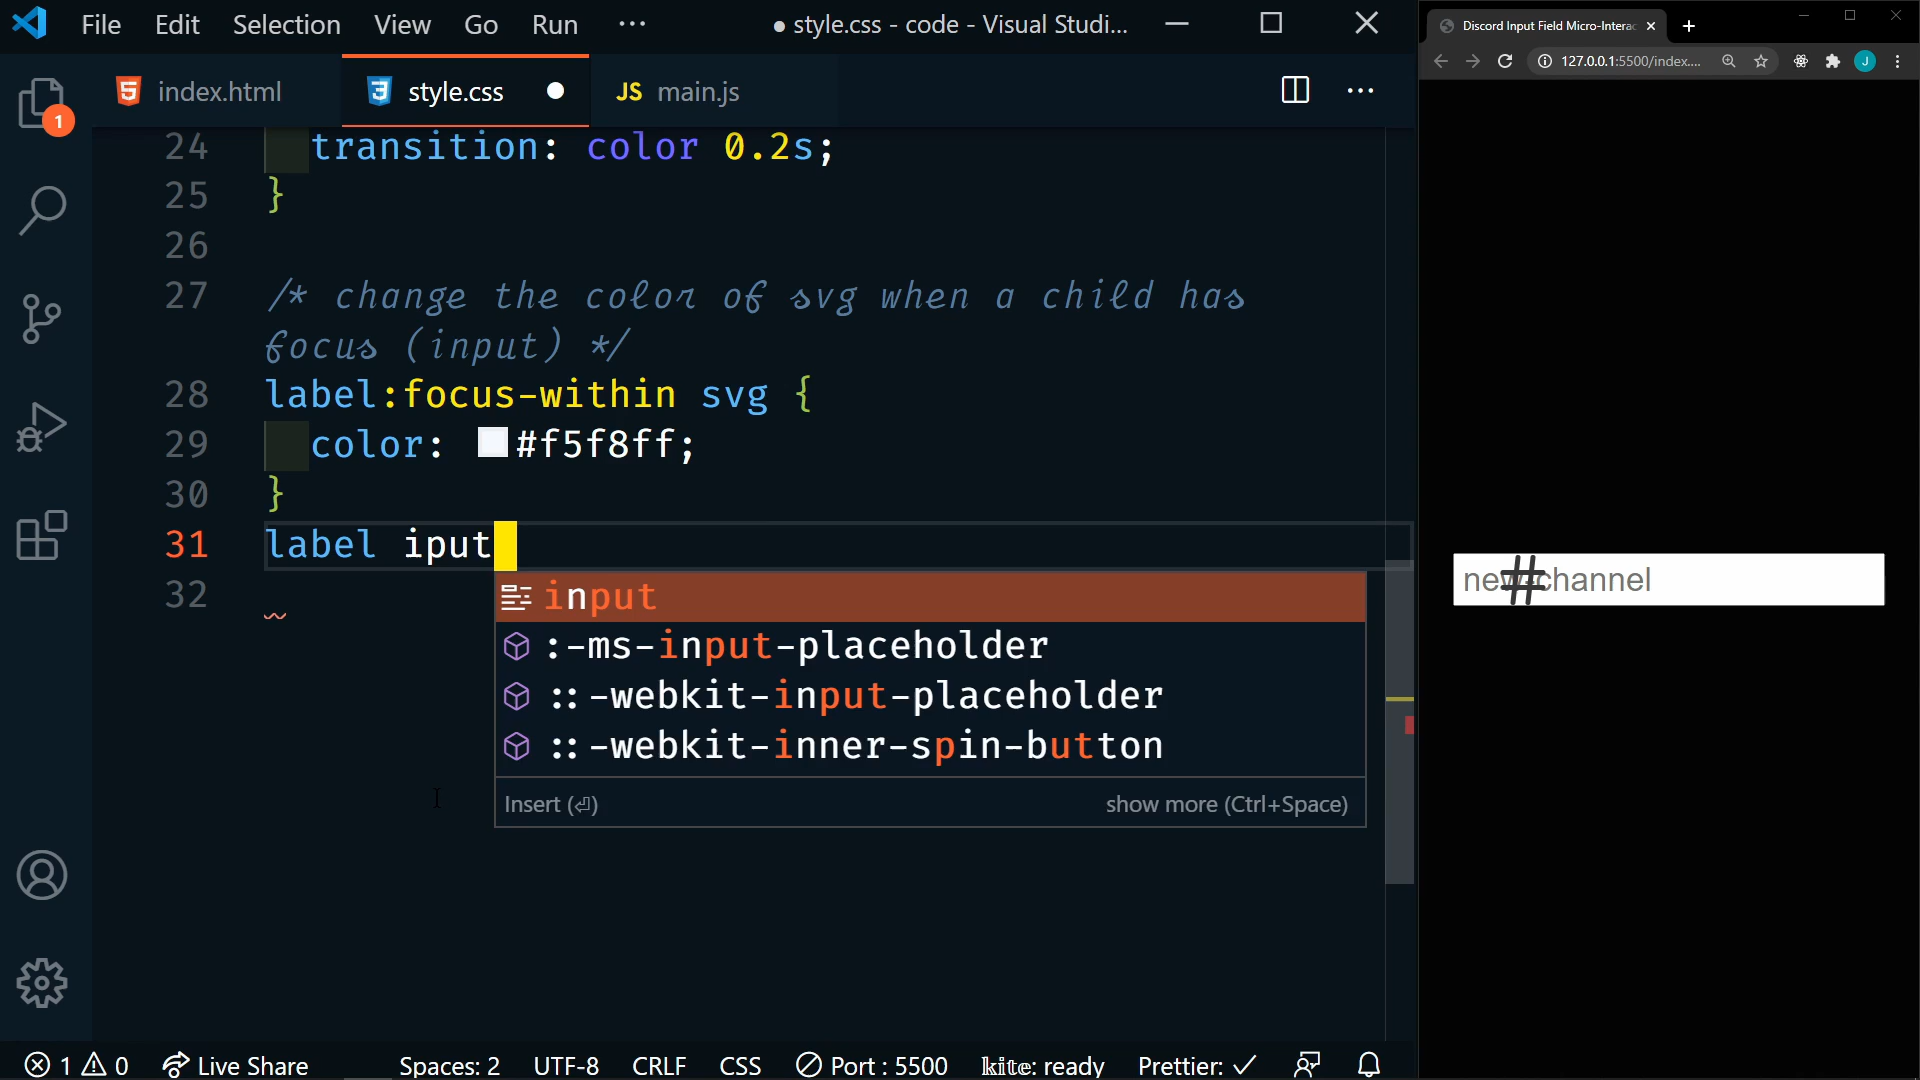 File Edit Selection View Go Run ··· ● style.css - code - Visual Studi...
index.html style.css ● JS main.js ···
1
24 transition: color 0.2s;
25 }
26
27 /* change the color of svg when a child has
focus (input) */
28 label:focus-within svg {
29 color: #f5f8ff;
30 }
31 label iput
32
input
:-ms-input-placeholder
::-webkit-input-placeholder
::-webkit-inner-spin-button
Insert (⏎) show more (Ctrl+Space)
1 0 Live Share Spaces: 2 UTF-8 CRLF CSS Port : 5500 kite: ready Prettier: ✓
Discord Input Field Micro-Interac
127.0.0.1:5500/index.... J
new-channel
#